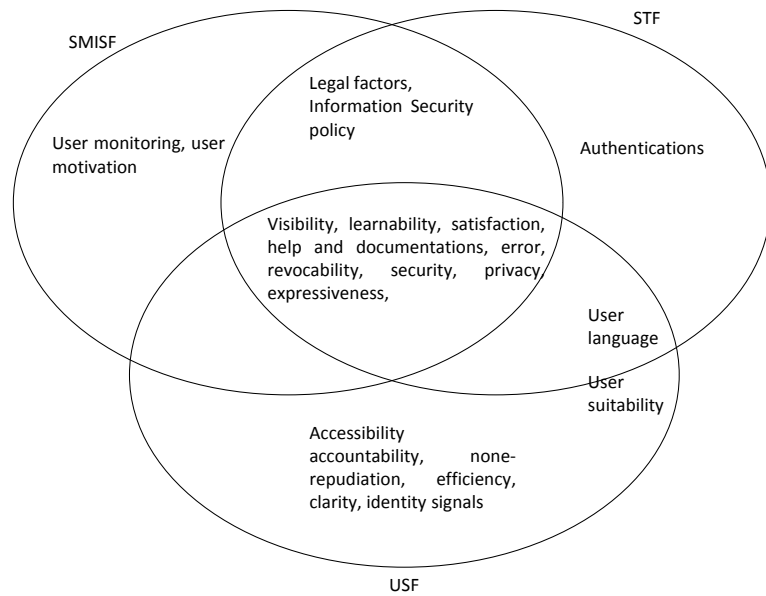 STF
SMISF
Legal factors,
Information Security
policy
User monitoring, user
motivation
Authentications
Visibility, learnability, satisfaction,
help and documentations, error,
revocability, security, privacy,
expressiveness,
User
language
User
suitability
Accessibility
accountability, none-
repudiation, efficiency,
clarity, identity signals
USF